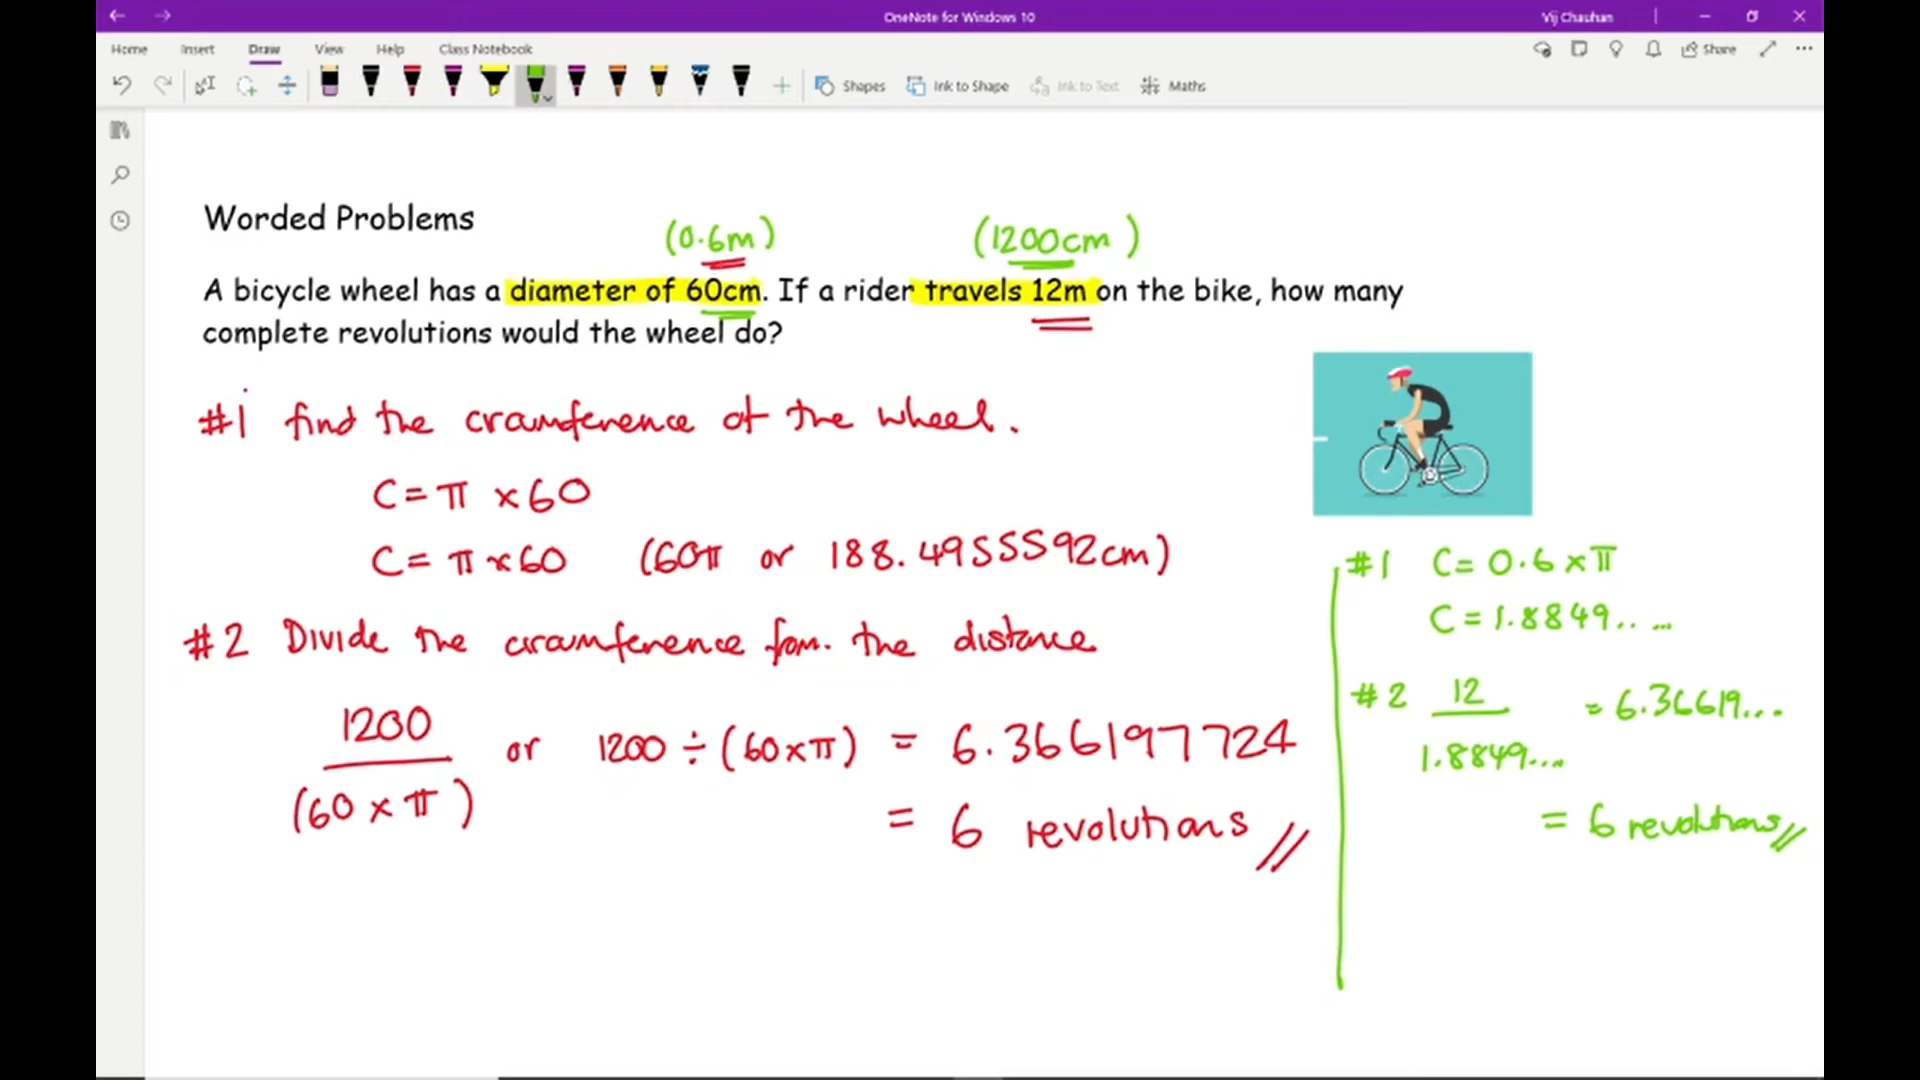 OneNote for Windows 10
Vij Chauhan
Home Insert Draw View Help Class Notebook
Share
Shapes Ink to Shape Ink to Text Maths
Worded Problems
(0.6m) (1200cm)
A bicycle wheel has a diameter of 60cm. If a rider travels 12m on the bike, how many
complete revolutions would the wheel do?
#1 find the circumference of the wheel.
C = π × 60
C = π × 60 (60π or 188.4955592cm)
#2 Divide the circumference from. the distance
1200
(60 × π)
or 1200 ÷ (60×π) = 6.366197724
= 6 revolutions
#1 C = 0.6 × π
C = 1.8849.. ...
#2 12
1.8849....
= 6.36619...
= 6 revolutions